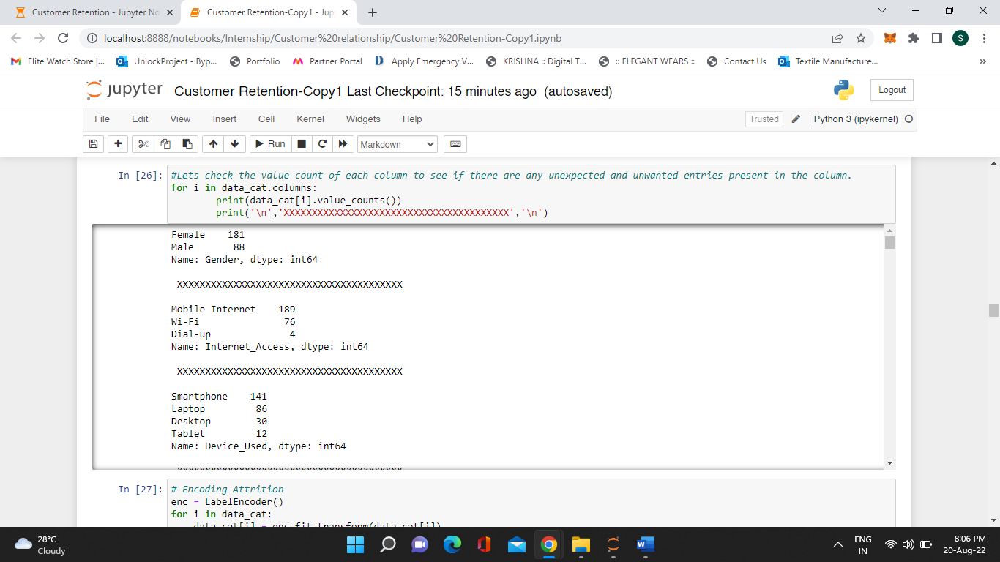 Customer Retention - Jupyter No
Customer Retention-Copy1 - Jup
localhost:8888/notebooks/Internship/Customer%20relationship/Customer%20Retention-Copy1.ipynb
S
Elite Watch Store |...
UnlockProject - Byp...
Portfolio
Partner Portal
Apply Emergency V...
KRISHNA :: Digital T...
:: ELEGANT WEARS ::
Contact Us
Textile Manufacture...
»
jupyter Customer Retention-Copy1 Last Checkpoint: 15 minutes ago (autosaved)
Logout
File Edit View Insert Cell Kernel Widgets Help
Trusted
Python 3 (ipykernel)
Run
Markdown
In [26]: #Lets check the value count of each column to see if there are any unexpected and unwanted entries present in the column.
for i in data_cat.columns:
print(data_cat[i].value_counts())
print('\n','XXXXXXXXXXXXXXXXXXXXXXXXXXXXXXXXXXXXXXXX','\n')
Female 181
Male 88
Name: Gender, dtype: int64
XXXXXXXXXXXXXXXXXXXXXXXXXXXXXXXXXXXXXXXX
Mobile Internet 189
Wi-Fi 76
Dial-up 4
Name: Internet_Access, dtype: int64
XXXXXXXXXXXXXXXXXXXXXXXXXXXXXXXXXXXXXXXX
Smartphone 141
Laptop 86
Desktop 30
Tablet 12
Name: Device_Used, dtype: int64
XXXXXXXXXXXXXXXXXXXXXXXXXXXXXXXXXXXXXXXX
In [27]: # Encoding Attrition
enc = LabelEncoder()
for i in data_cat:
data_cat[i] = enc.fit_transform(data_cat[i])
28°C
Cloudy
ENG
IN
8:06 PM
20-Aug-22